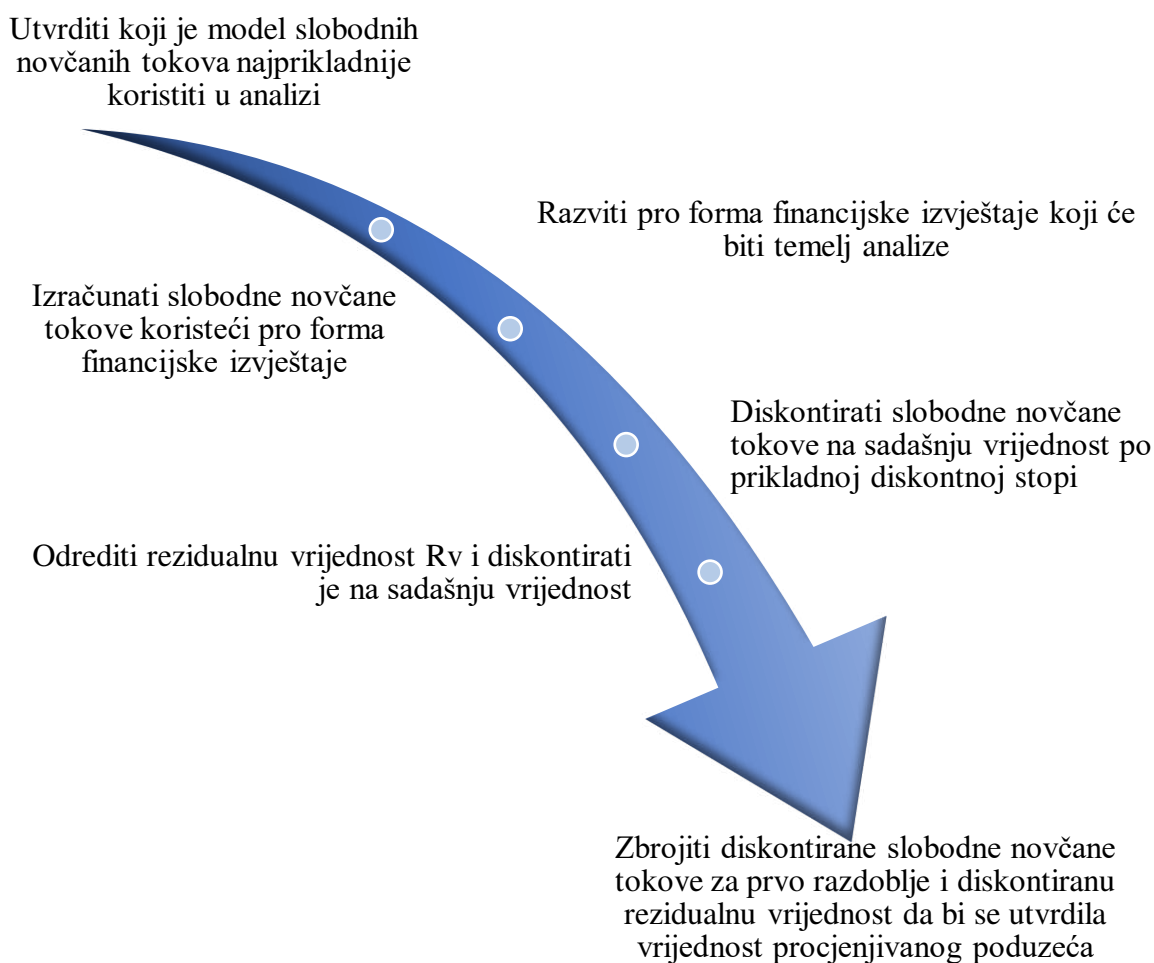 Utvrditi koji je model slobodnih
novčanih tokova najprikladnije
koristiti u analizi
Razviti pro forma financijske izvještaje koji će
biti temelj analize
Izračunati slobodne novčane
tokove koristeći pro forma
financijske izvještaje
Diskontirati slobodne novčane
tokove na sadašnju vrijednost po
prikladnoj diskontnoj stopi
Odrediti rezidualnu vrijednost Rv i diskontirati
je na sadašnju vrijednost
Zbrojiti diskontirane slobodne novčane
tokove za prvo razdoblje i diskontiranu
rezidualnu vrijednost da bi se utvrdila
vrijednost procjenjivanog poduzeća